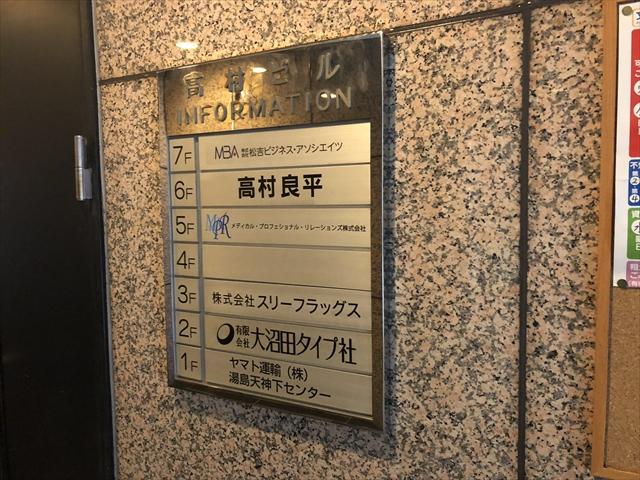 高村ビル
INFORMATION
7F MBA 株式会社 松吉ビジネス・アソシエイツ
6F 高村良平
5F MPR メディカル・プロフェショナル・リレーションズ株式会社
4F
3F 株式会社 スリーフラッグス
2F 有限会社 大沼田タイプ社
1F ヤマト運輸(株)
湯島天神下センター